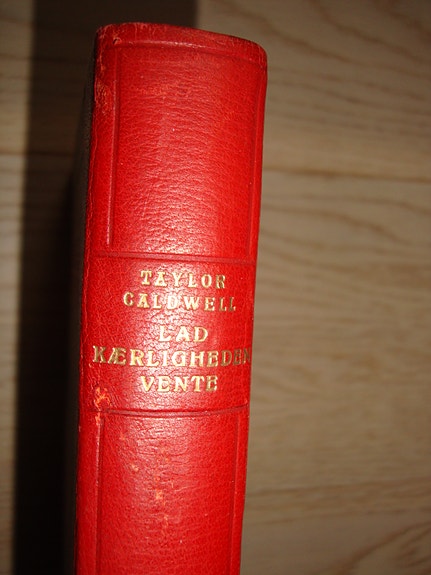 TAYLOR
CALDWELL
LAD
KÆRLIGHEDEN
VENTE